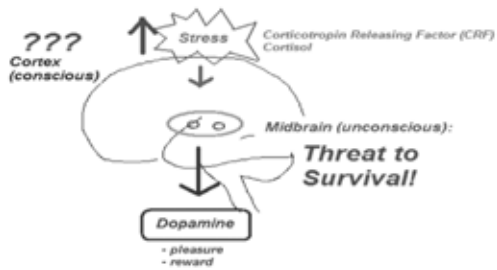 ???
Cortex
(conscious)
Stress
Corticotropin Releasing Factor (CRF)
Cortisol
Midbrain (unconscious):
Threat to
Survival!
Dopamine
- pleasure
- reward